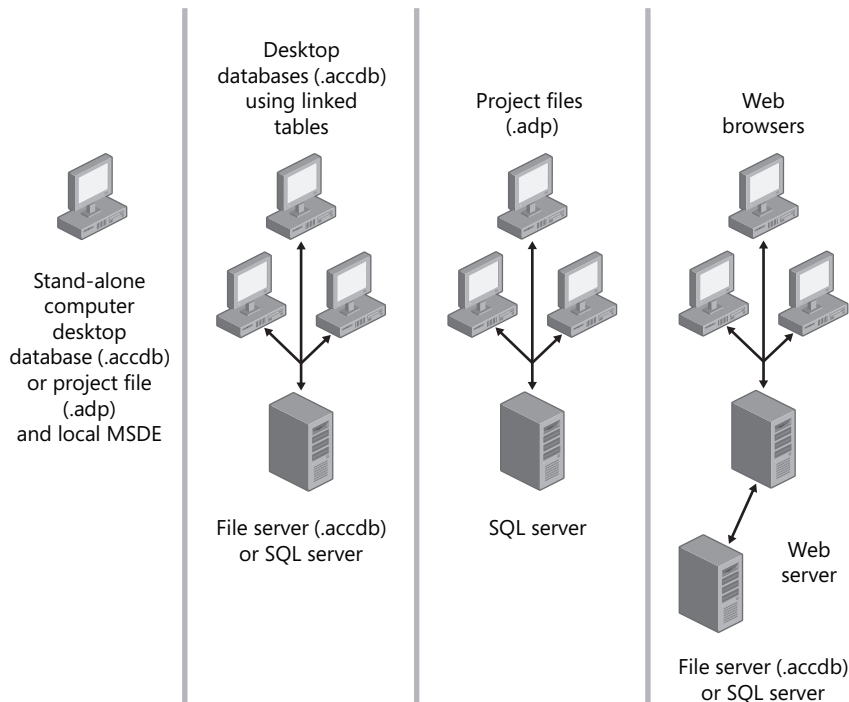 Stand-alone
computer
desktop
database (.accdb)
or project file
(.adp)
and local MSDE
Desktop
databases (.accdb)
using linked
tables
File server (.accdb)
or SQL server
Project files
(.adp)
SQL server
Web
browsers
Web
server
File server (.accdb)
or SQL server